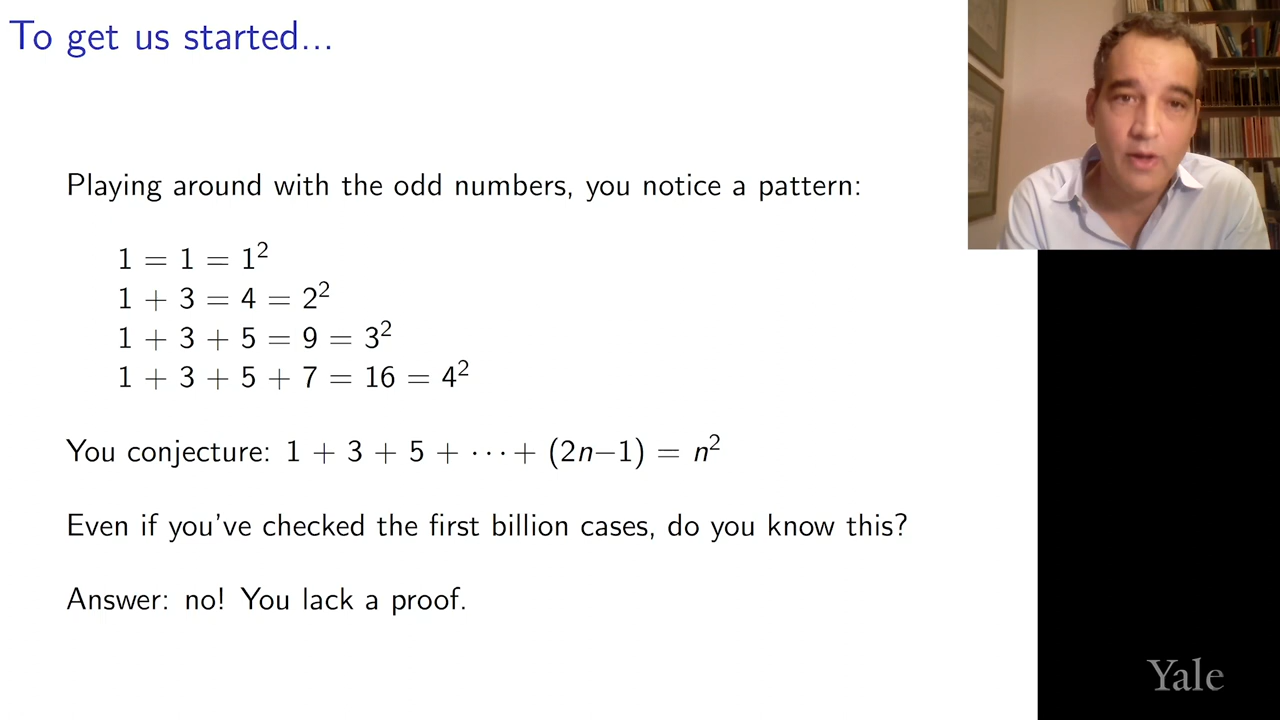 To get us started...
Playing around with the odd numbers, you notice a pattern:
1 = 1 = 1²
1 + 3 = 4 = 2²
1 + 3 + 5 = 9 = 3²
1 + 3 + 5 + 7 = 16 = 4²
You conjecture: 1 + 3 + 5 + ⋯ + (2n−1) = n²
Even if you've checked the first billion cases, do you know this?
Answer: no! You lack a proof.
Yale